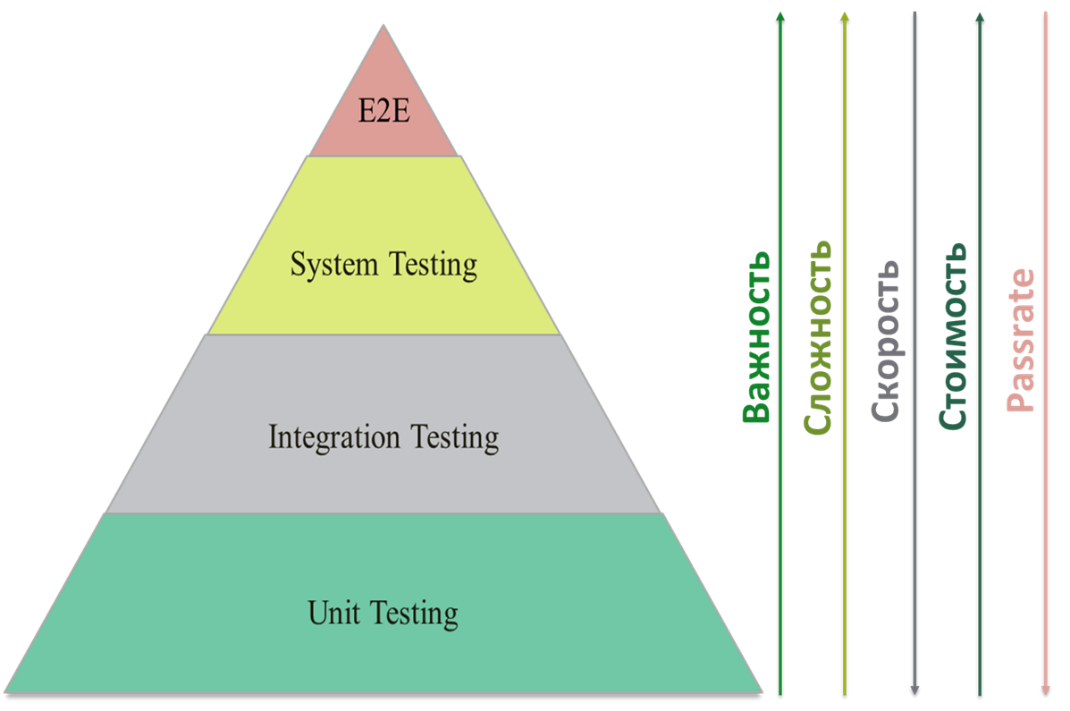 E2E
System Testing
Integration Testing
Unit Testing
Важность
Сложность
Скорость
Стоимость
Passrate